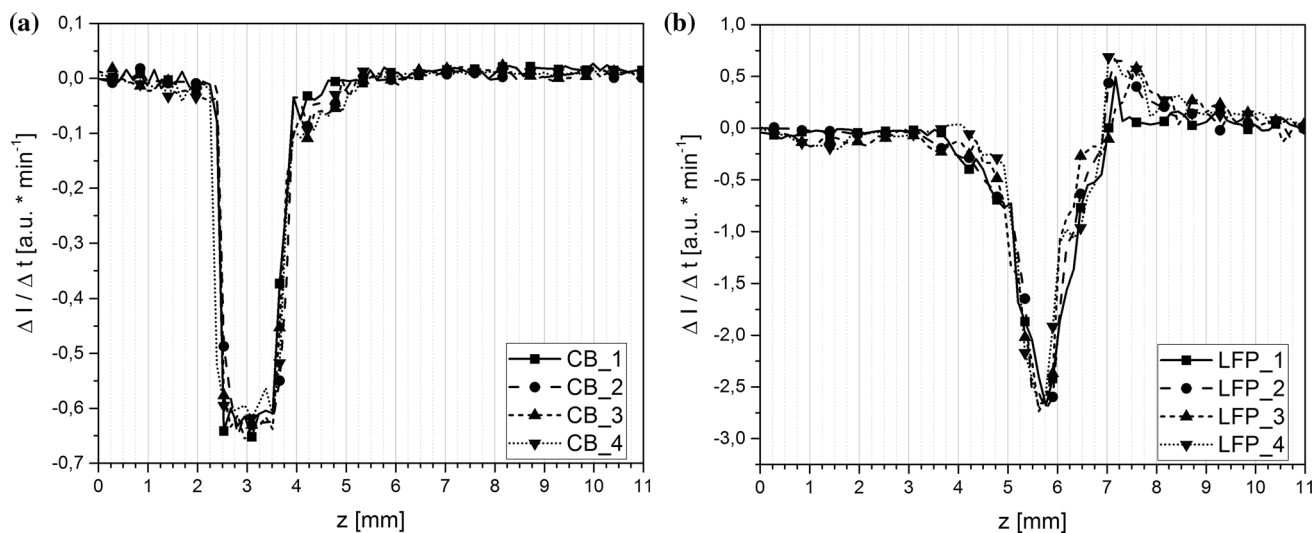 (a)
0,1
0,0
-0,1
-0,2
-0,3
-0,4
-0,5
-0,6
-0,7
Δ I / Δ t [a.u. * min⁻¹]
0 1 2 3 4 5 6 7 8 9 10 11
z [mm]
CB_1
CB_2
CB_3
CB_4
(b)
1,0
0,5
0,0
-0,5
-1,0
-1,5
-2,0
-2,5
-3,0
Δ I / Δ t [a.u. * min⁻¹]
0 1 2 3 4 5 6 7 8 9 10 11
z [mm]
LFP_1
LFP_2
LFP_3
LFP_4